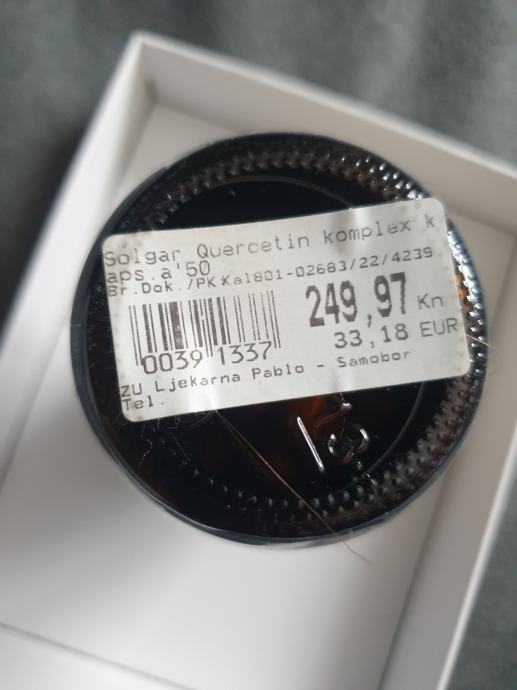 Solgar Quercetin komplex k
aps.a'50
Br.Dok./PK Ka1801-02683/22/4239
249,97 Kn
33,18 EUR
0039 1337
ZU Ljekarna Pablo - Samobor
Tel.